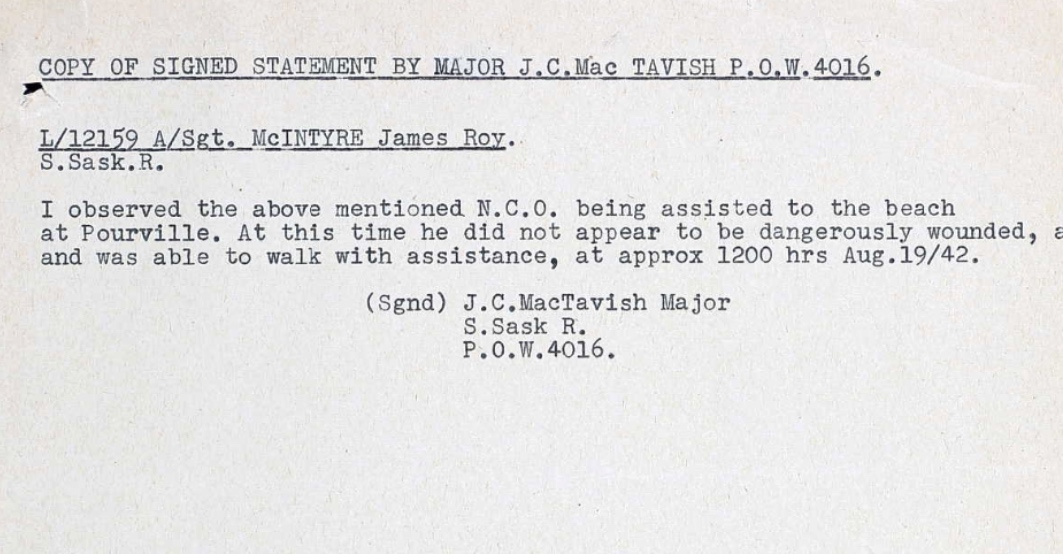 COPY OF SIGNED STATEMENT BY MAJOR J.C.Mac TAVISH P.O.W.4016.
L/12159 A/Sgt. McINTYRE James Roy.
S.Sask.R.
I observed the above mentioned N.C.O. being assisted to the beach
at Pourville. At this time he did not appear to be dangerously wounded, a
and was able to walk with assistance, at approx 1200 hrs Aug.19/42.
(Sgnd) J.C.MacTavish Major
S.Sask R.
P.O.W.4016.